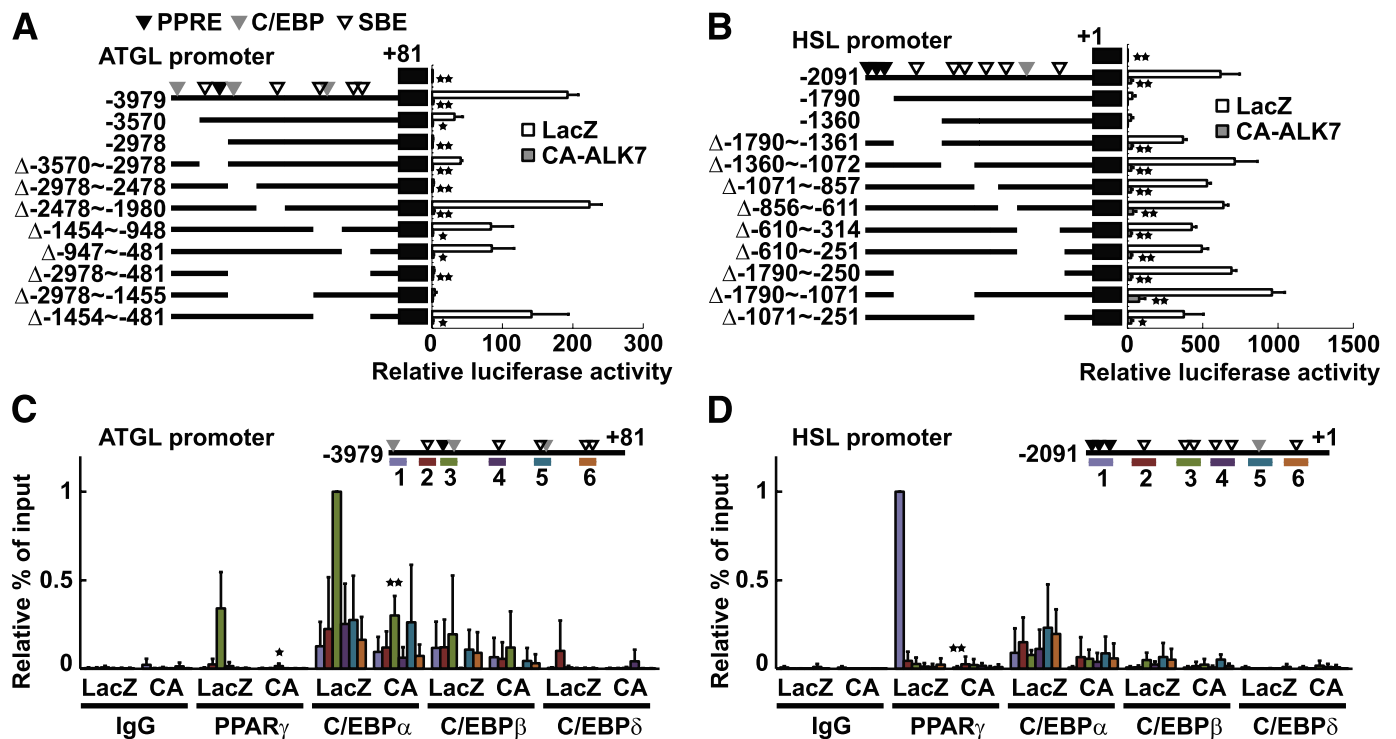 A
▼PPRE ▼C/EBP ▽SBE
ATGL promoter
+81
-3979
-3570
-2978
Δ-3570~-2978
Δ-2978~-2478
Δ-2478~-1980
Δ-1454~-948
Δ-947~-481
Δ-2978~-481
Δ-2978~-1455
Δ-1454~-481
★★
★★
★
★★
★★
★★
★★
★
★
★★
★
LacZ
CA-ALK7
0 100 200 300
Relative luciferase activity
B
HSL promoter
+1
-2091
-1790
-1360
Δ-1790~-1361
Δ-1360~-1072
Δ-1071~-857
Δ-856~-611
Δ-610~-314
Δ-610~-251
Δ-1790~-250
Δ-1790~-1071
Δ-1071~-251
★★
★★
★★
★★
★★
★★
★★
★★
★★
★★
★
LacZ
CA-ALK7
0 500 1000 1500
Relative luciferase activity
C
ATGL promoter
-3979
+81
1 2 3 4 5 6
Relative % of input
1
0.5
0
★
★★
LacZ CA LacZ CA LacZ CA LacZ CA LacZ CA
IgG PPARγ C/EBPα C/EBPβ C/EBPδ
D
HSL promoter
-2091
+1
1 2 3 4 5 6
Relative % of input
1
0.5
0
★★
LacZ CA LacZ CA LacZ CA LacZ CA LacZ CA
IgG PPARγ C/EBPα C/EBPβ C/EBPδ